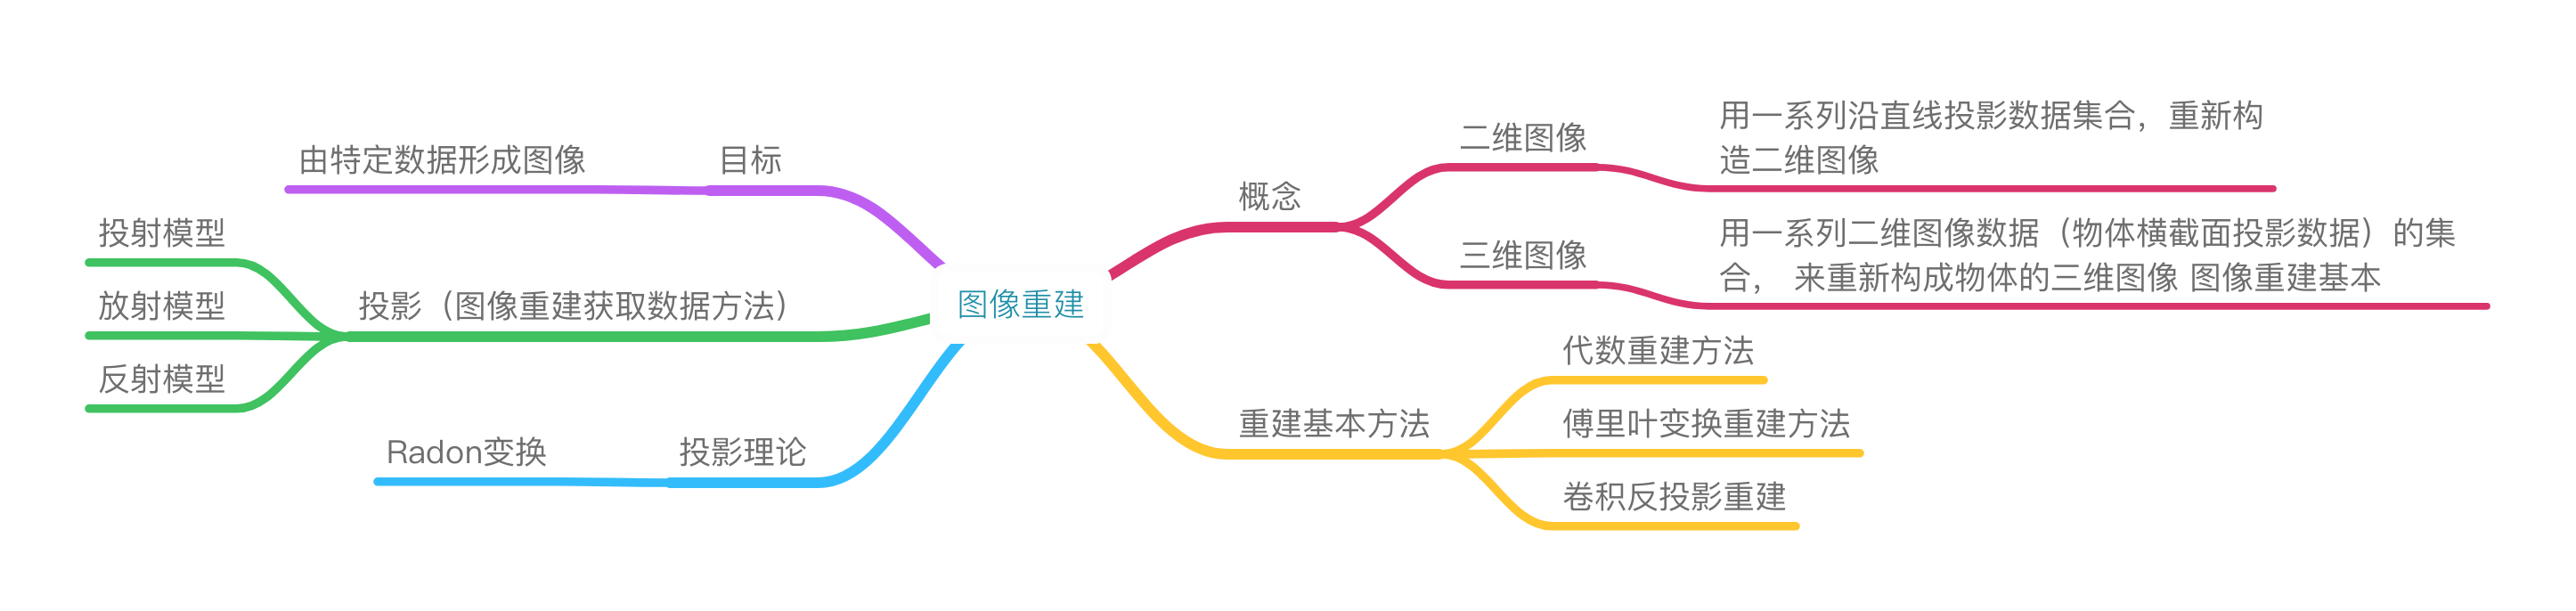 图像重建
概念
二维图像
用一系列沿直线投影数据集合，重新构
造二维图像
三维图像
用一系列二维图像数据（物体横截面投影数据）的集
合， 来重新构成物体的三维图像 图像重建基本
重建基本方法
代数重建方法
傅里叶变换重建方法
卷积反投影重建
目标
由特定数据形成图像
投影（图像重建获取数据方法）
投射模型
放射模型
反射模型
投影理论
Radon变换